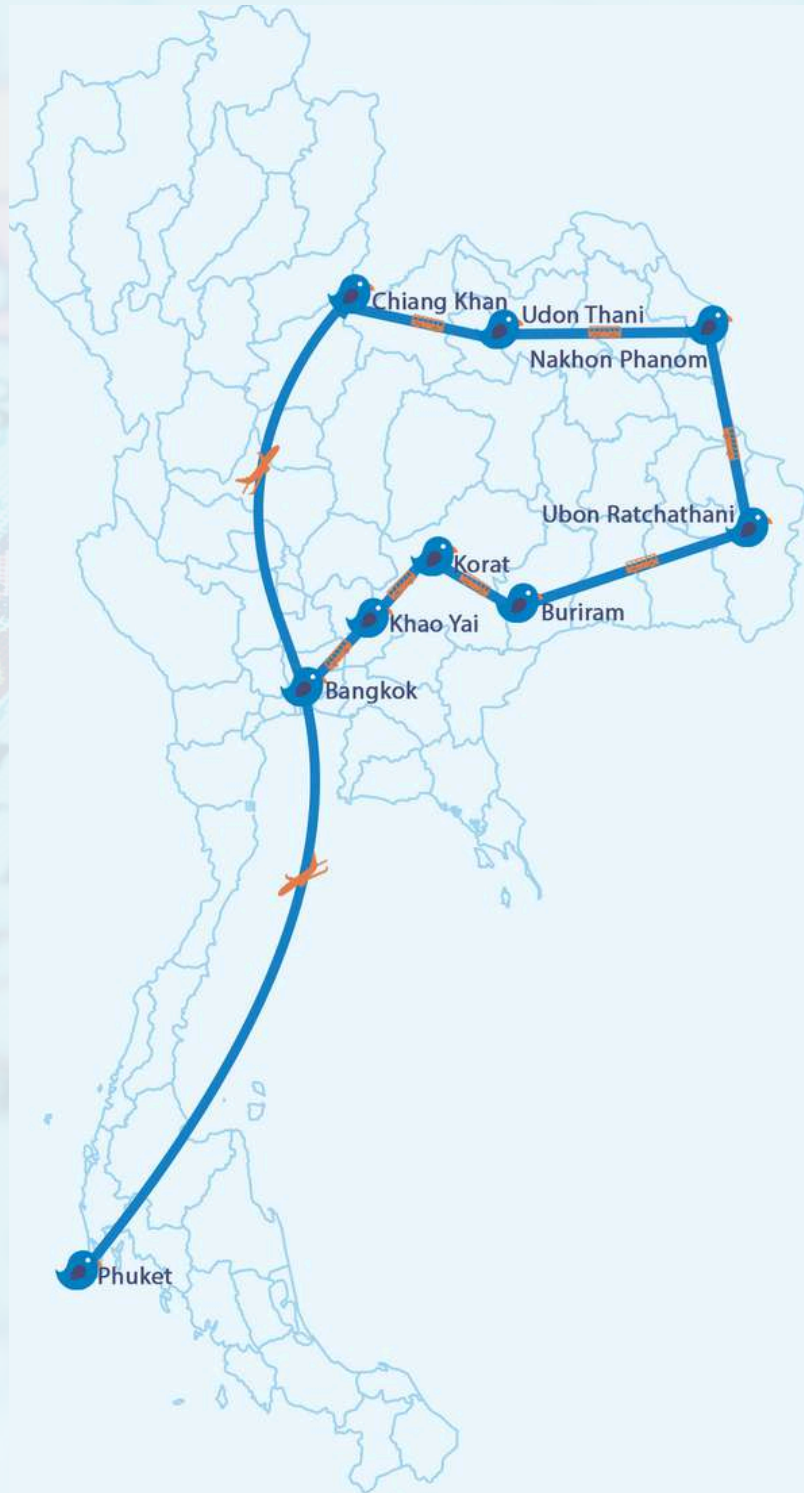 Chiang Khan
Udon Thani
Nakhon Phanom
Ubon Ratchathani
Korat
Buriram
Khao Yai
Bangkok
Phuket